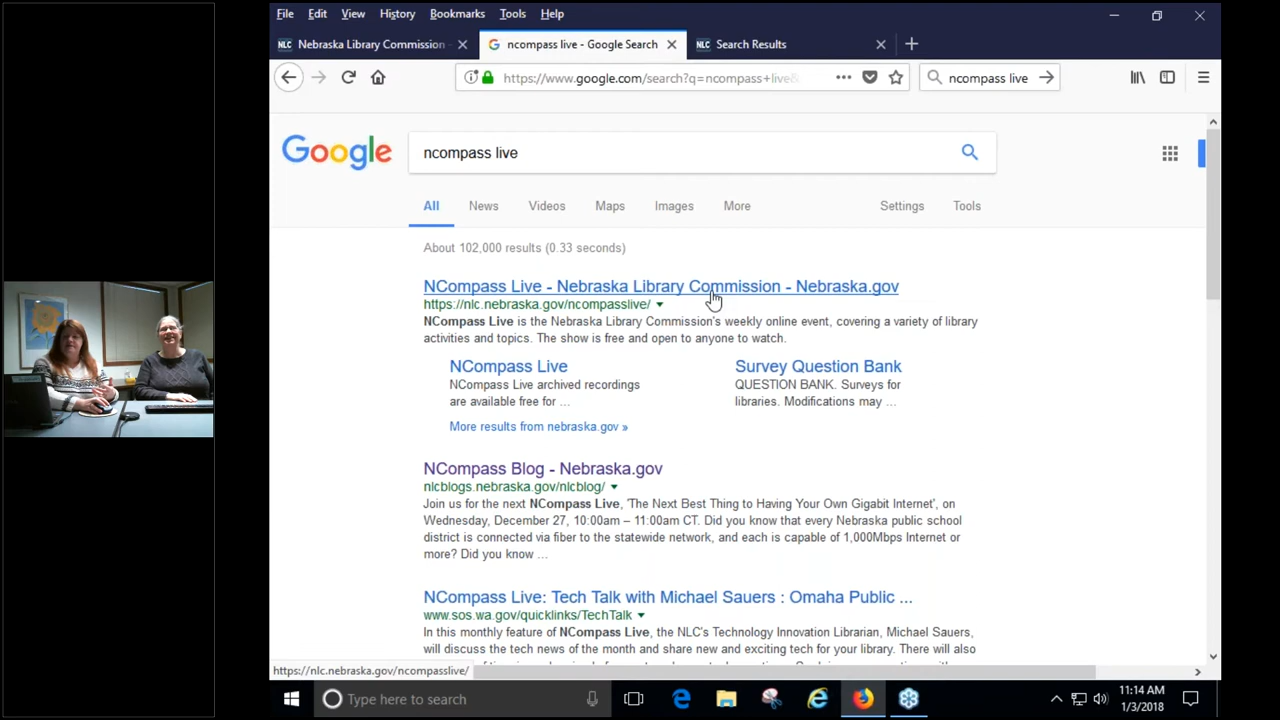 File Edit View History Bookmarks Tools Help
NLC Nebraska Library Commission - × G ncompass live - Google Search × NLC Search Results × +
https://www.google.com/search?q=ncompass+live& ncompass live
Google ncompass live
All News Videos Maps Images More Settings Tools
About 102,000 results (0.33 seconds)
NCompass Live - Nebraska Library Commission - Nebraska.gov
https://nlc.nebraska.gov/ncompasslive/
NCompass Live is the Nebraska Library Commission's weekly online event, covering a variety of library
activities and topics. The show is free and open to anyone to watch.
NCompass Live Survey Question Bank
NCompass Live archived recordings QUESTION BANK. Surveys for
are available free for ... libraries. Modifications may ...
More results from nebraska.gov »
NCompass Blog - Nebraska.gov
nlcblogs.nebraska.gov/nlcblog/
Join us for the next NCompass Live, 'The Next Best Thing to Having Your Own Gigabit Internet', on
Wednesday, December 27, 10:00am – 11:00am CT. Did you know that every Nebraska public school
district is connected via fiber to the statewide network, and each is capable of 1,000Mbps Internet or
more? Did you know ...
NCompass Live: Tech Talk with Michael Sauers : Omaha Public ...
www.sos.wa.gov/quicklinks/TechTalk
In this monthly feature of NCompass Live, the NLC's Technology Innovation Librarian, Michael Sauers,
will discuss the tech news of the month and share new and exciting tech for your library. There will also
https://nlc.nebraska.gov/ncompasslive/
Type here to search 11:14 AM
1/3/2018